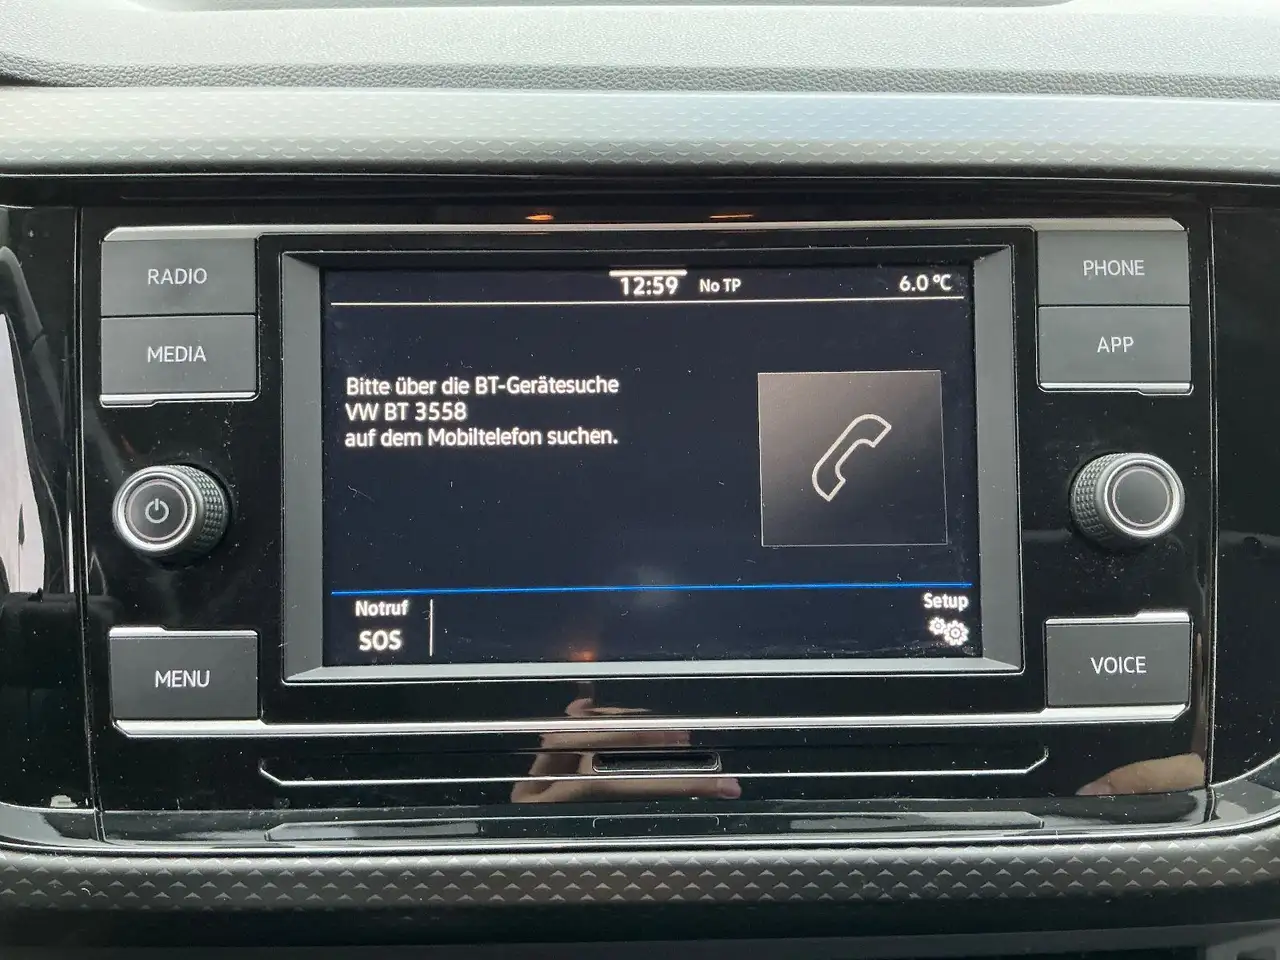 RADIO
MEDIA
MENU
12:59 No TP 6.0 °C
Bitte über die BT-Gerätesuche
VW BT 3558
auf dem Mobiltelefon suchen.
Notruf
SOS
Setup
PHONE
APP
VOICE